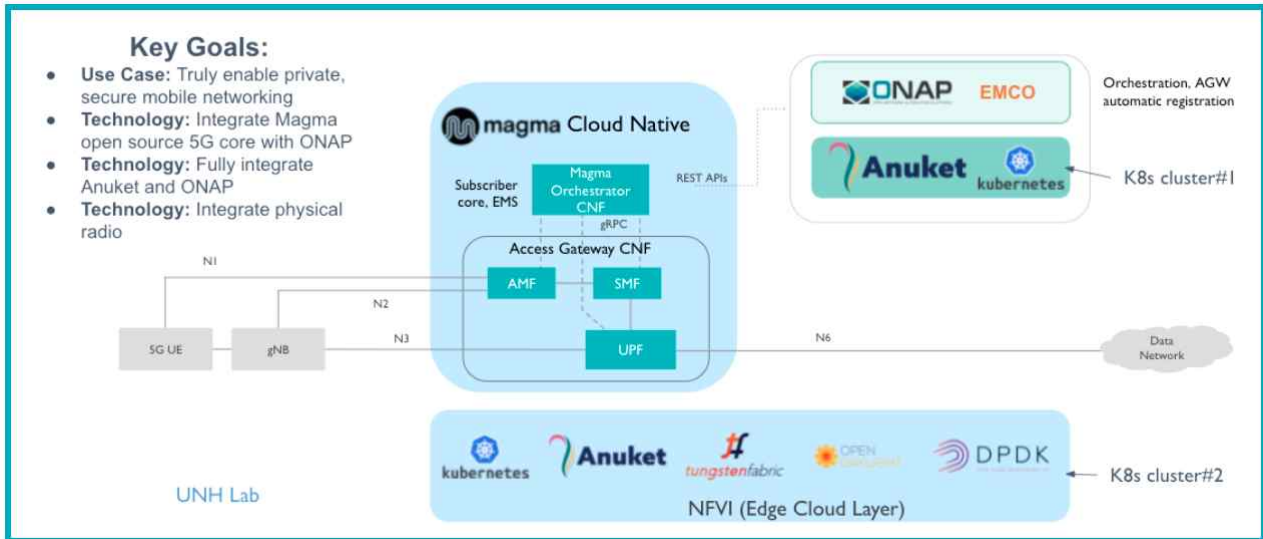 Key Goals:
● Use Case: Truly enable private,
secure mobile networking
● Technology: Integrate Magma
open source 5G core with ONAP
● Technology: Fully integrate
Anuket and ONAP
● Technology: Integrate physical
radio
magma Cloud Native
Subscriber
core, EMS
Magma
Orchestrator
CNF
REST APIs
gRPC
Access Gateway CNF
AMF
SMF
UPF
N1
N2
N3
N6
5G UE
gNB
Data
Network
ONAP
EMCO
Orchestration, AGW
automatic registration
Anuket
kubernetes
K8s cluster#1
kubernetes
Anuket
tungstenfabric
OPEN
DPDK
K8s cluster#2
NFVI (Edge Cloud Layer)
UNH Lab